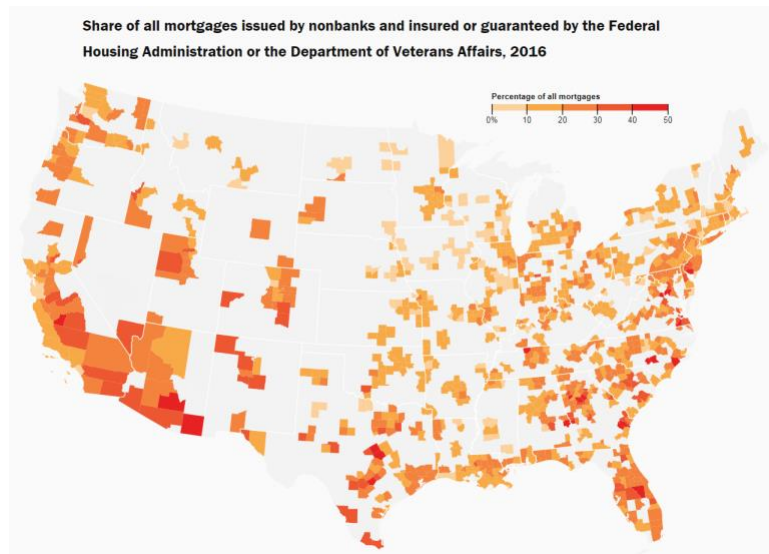 Share of all mortgages issued by nonbanks and insured or guaranteed by the Federal
Housing Administration or the Department of Veterans Affairs, 2016
Percentage of all mortgages
0% 10 20 30 40 50